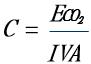 C = Eco₂ / IVA